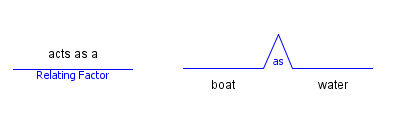 acts as a
Relating Factor
as
boat
water